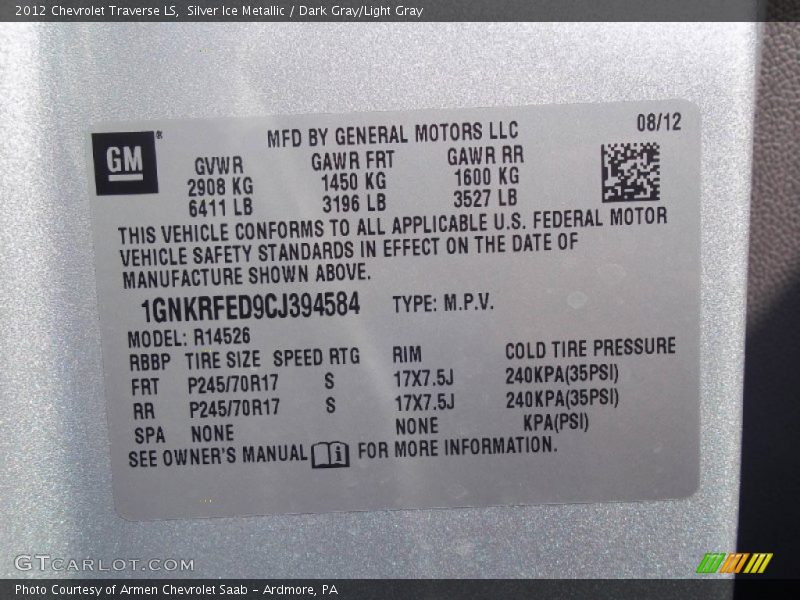 2012 Chevrolet Traverse LS, Silver Ice Metallic / Dark Gray/Light Gray
GM®
MFD BY GENERAL MOTORS LLC
08/12
GVWR GAWR FRT GAWR RR
2908 KG 1450 KG 1600 KG
6411 LB 3196 LB 3527 LB
THIS VEHICLE CONFORMS TO ALL APPLICABLE U.S. FEDERAL MOTOR
VEHICLE SAFETY STANDARDS IN EFFECT ON THE DATE OF
MANUFACTURE SHOWN ABOVE.
1GNKRFED9CJ394584 TYPE: M.P.V.
MODEL: R14526
RBBP TIRE SIZE SPEED RTG RIM COLD TIRE PRESSURE
FRT P245/70R17 S 17X7.5J 240KPA(35PSI)
RR P245/70R17 S 17X7.5J 240KPA(35PSI)
SPA NONE NONE KPA(PSI)
SEE OWNER'S MANUAL i FOR MORE INFORMATION.
GTCARLOT.COM
Photo Courtesy of Armen Chevrolet Saab - Ardmore, PA